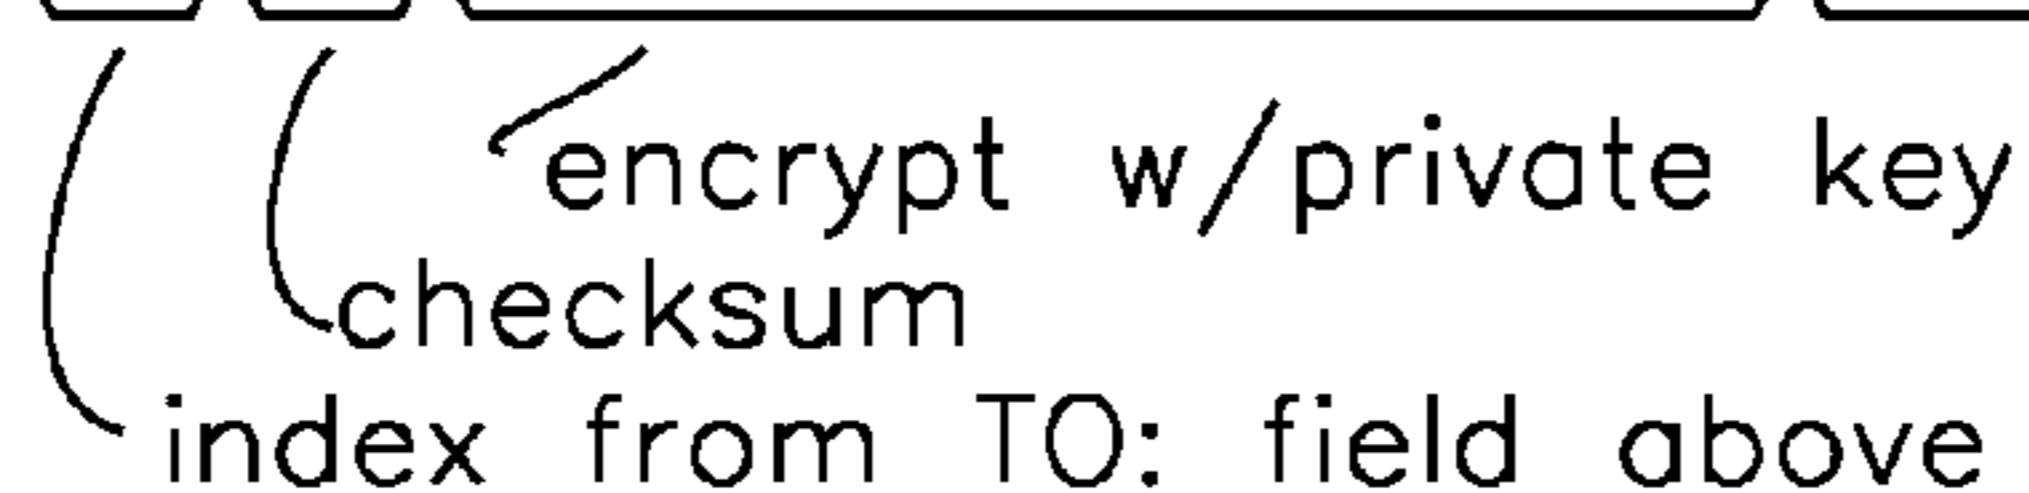 encrypt w/private key
checksum
index from TO: field above